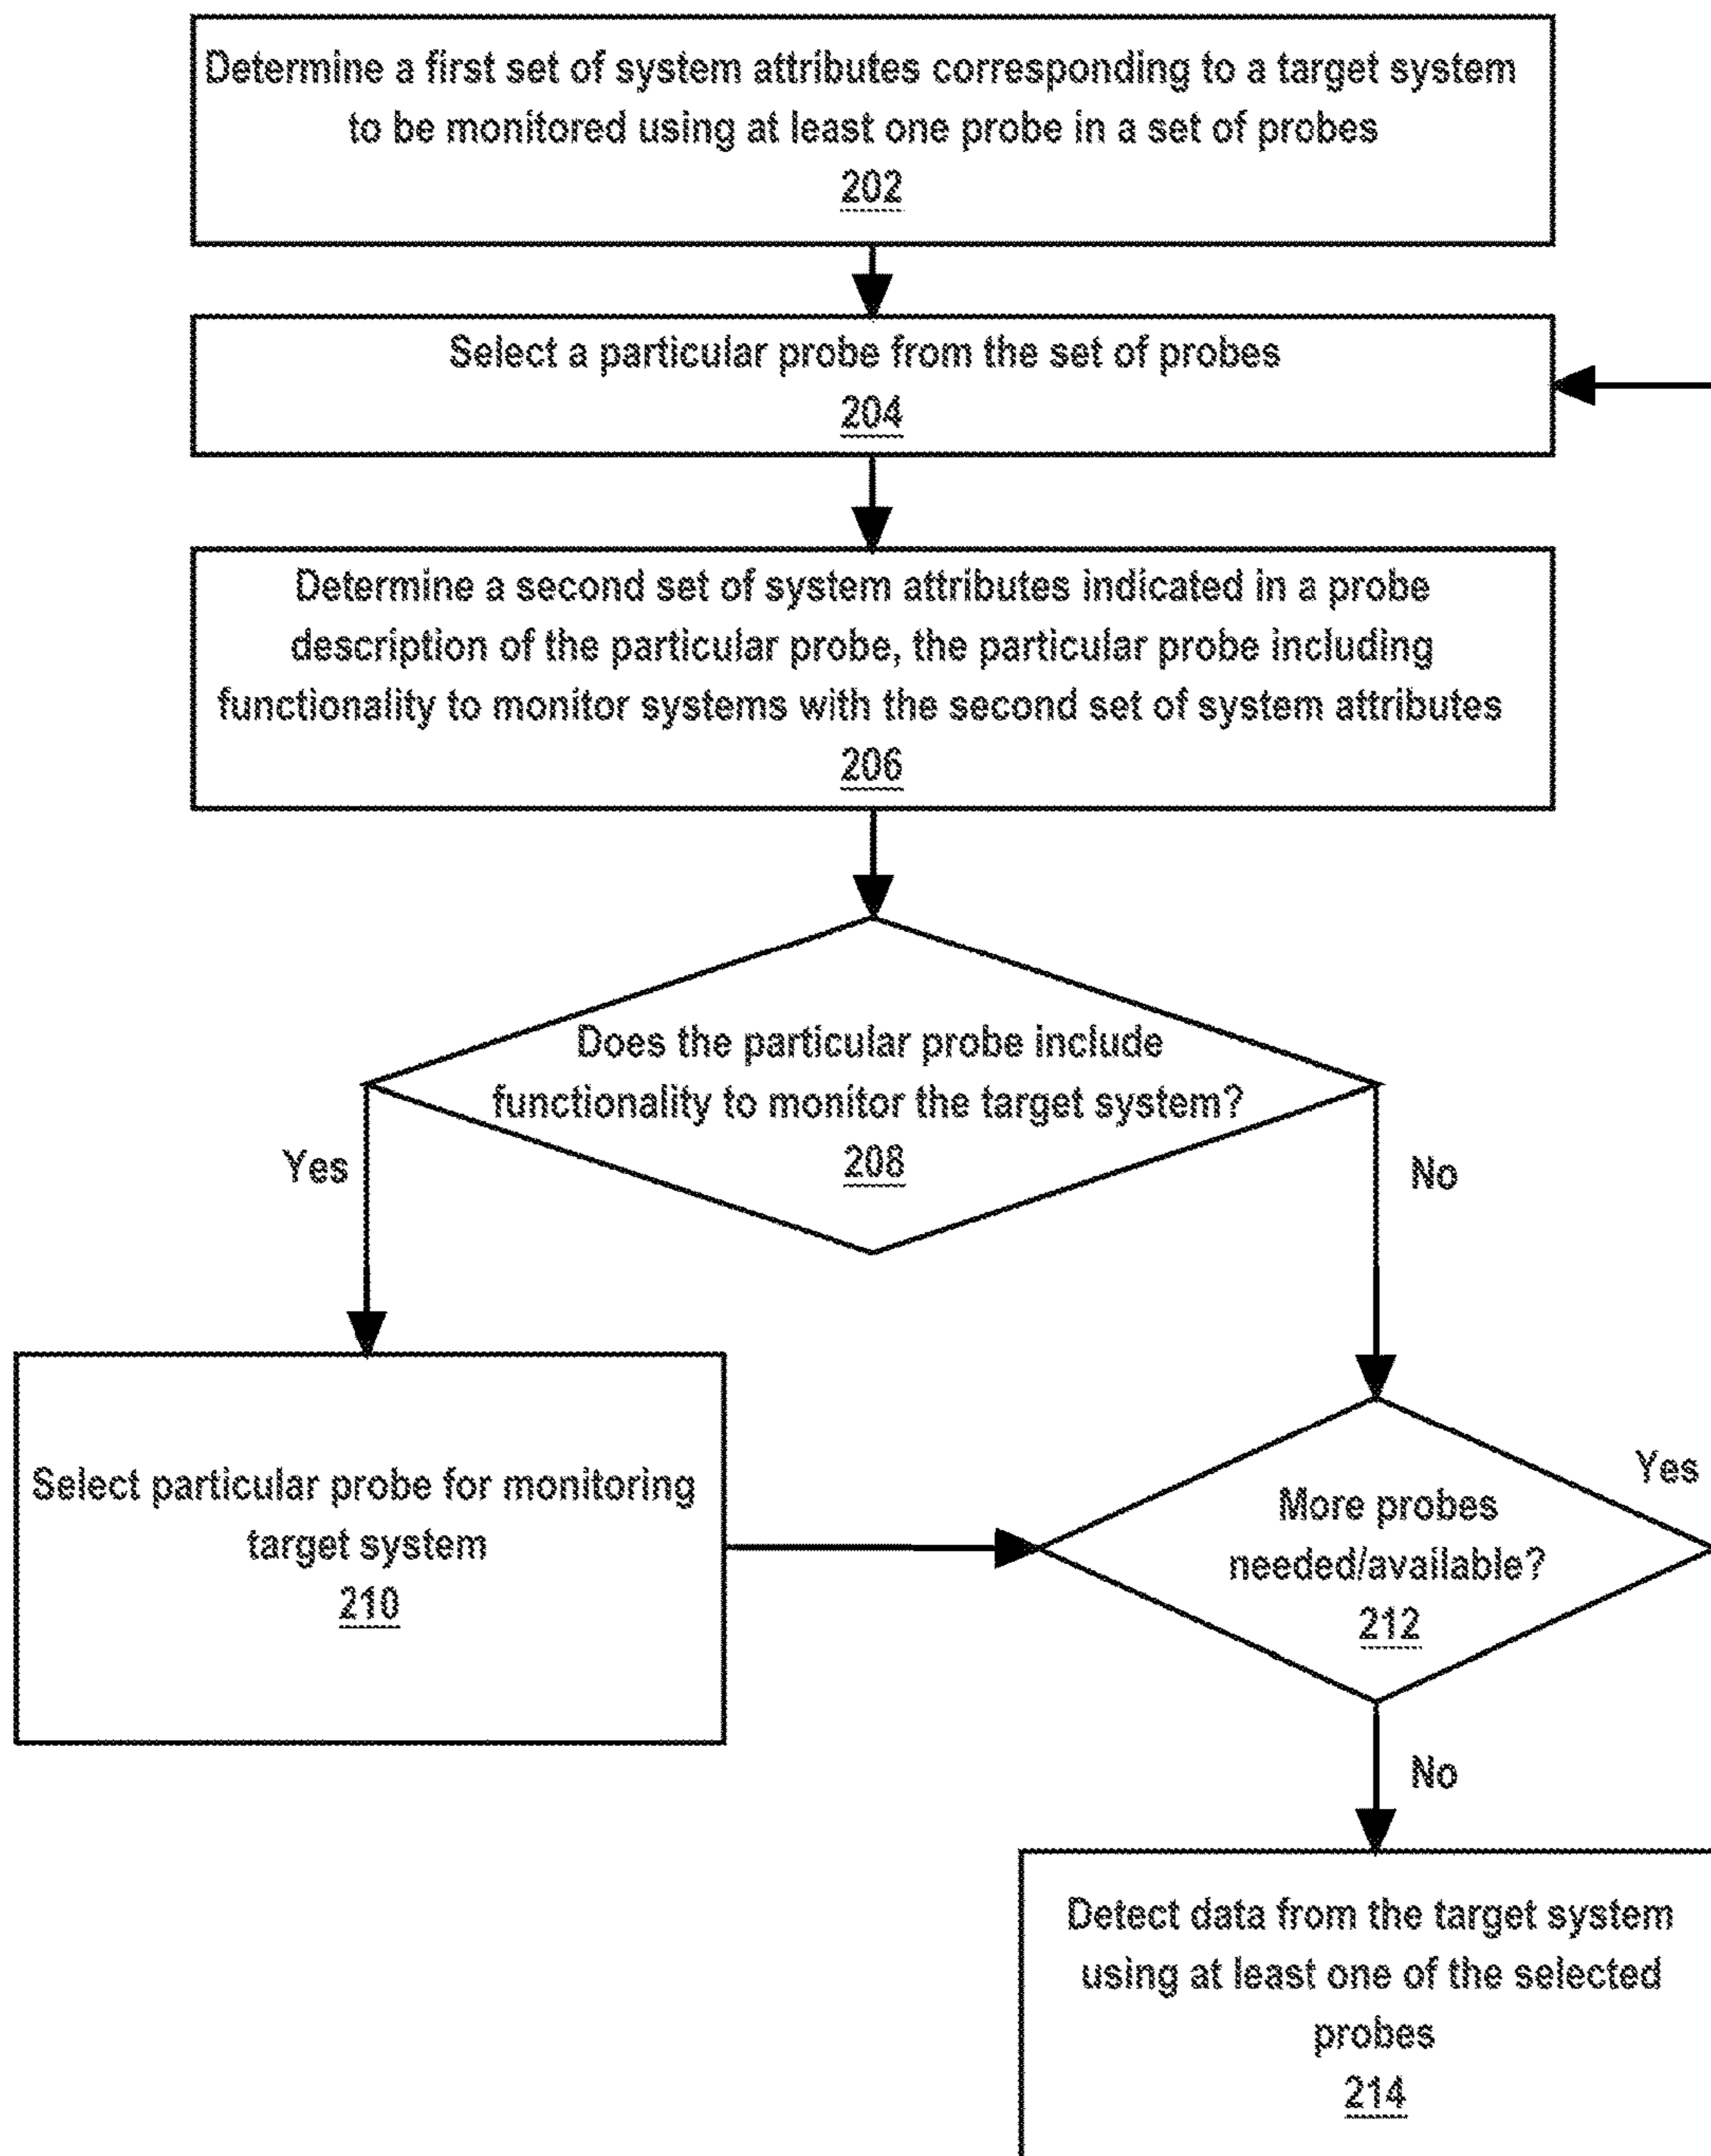 Determine a first set of system attributes corresponding to a target system
to be monitored using at least one probe in a set of probes
202
Select a particular probe from the set of probes
204
Determine a second set of system attributes indicated in a probe
description of the particular probe, the particular probe including
functionality to monitor systems with the second set of system attributes
206
Does the particular probe include
functionality to monitor the target system?
208
Yes
No
Select particular probe for monitoring
target system
210
More probes
needed/available?
212
Yes
No
Detect data from the target system
using at least one of the selected
probes
214